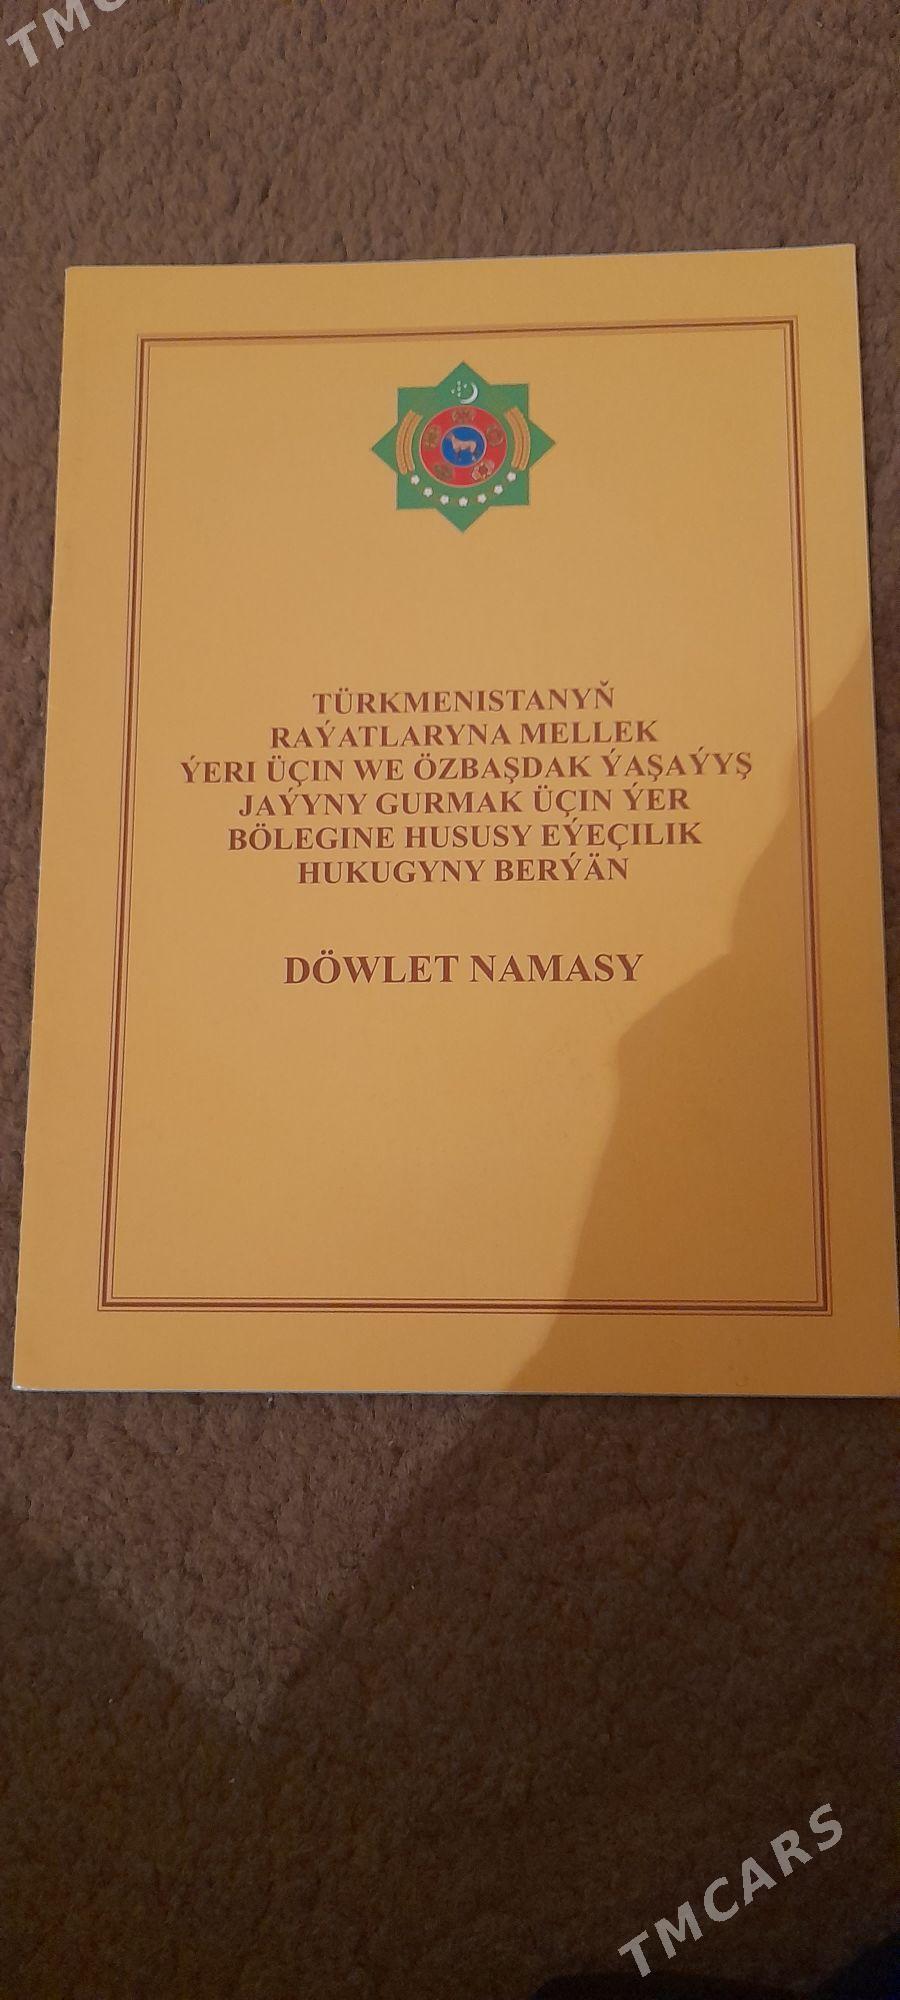 TMC
TÜRKMENISTANYŇ
RAÝATLARYNA MELLEK
ÝERI ÜÇIN WE ÖZBAŞDAK ÝAŞAÝYŞ
JAÝYNY GURMAK ÜÇIN ÝER
BÖLEGINE HUSUSY EÝEÇILIK
HUKUGYNY BERÝÄN
DÖWLET NAMASY
TMCARS